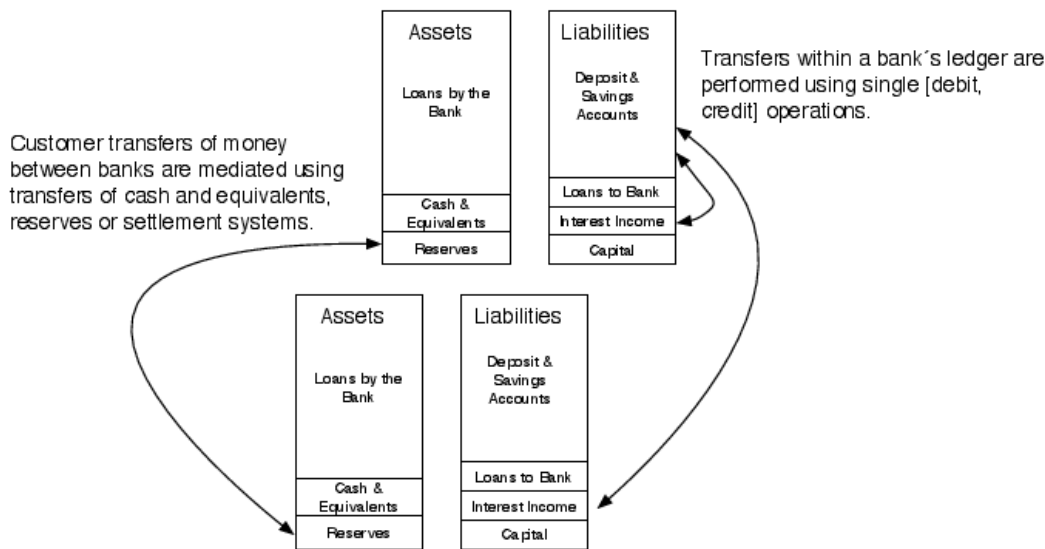 Assets
Loans by the
Bank
Cash &
Equivalents
Reserves
Liabilities
Deposit &
Savings
Accounts
Loans to Bank
Interest Income
Capital
Transfers within a bank´s ledger are
performed using single [debit,
credit] operations.
Customer transfers of money
between banks are mediated using
transfers of cash and equivalents,
reserves or settlement systems.
Assets
Loans by the
Bank
Cash &
Equivalents
Reserves
Liabilities
Deposit &
Savings
Accounts
Loans to Bank
Interest Income
Capital